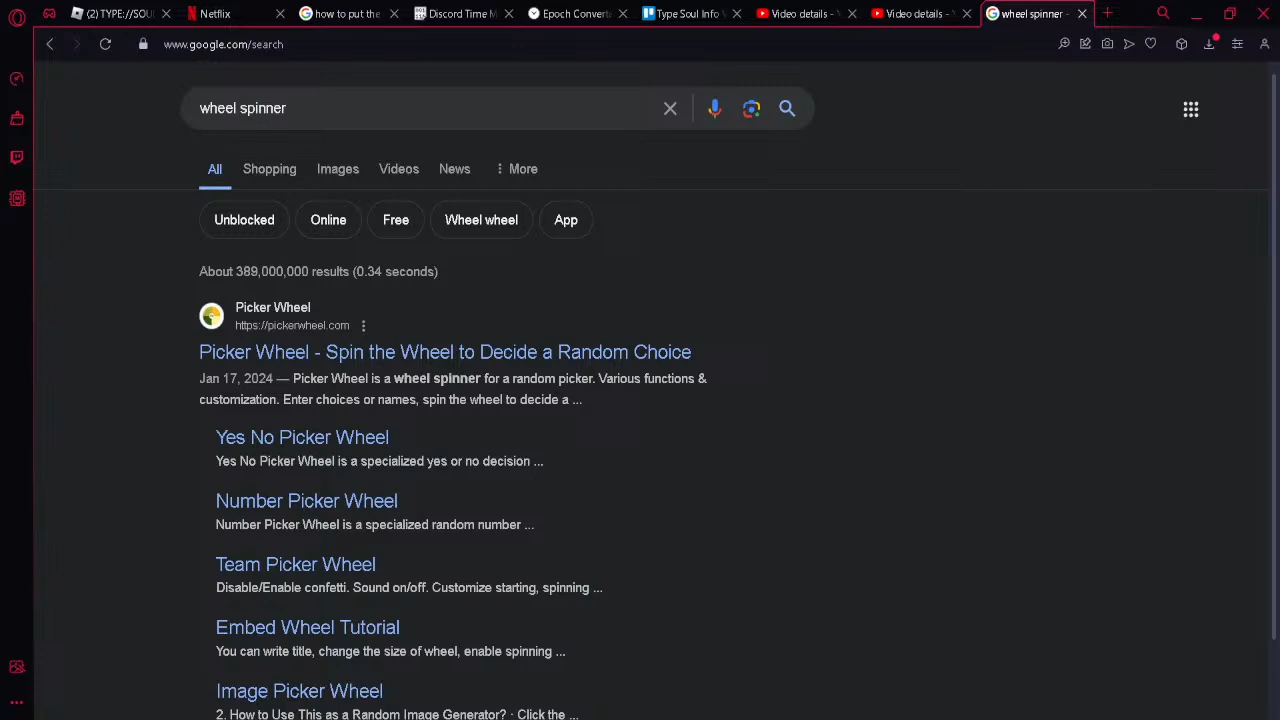 (2) TYPE://SOUL
Netflix
how to put the
Discord Time M
Epoch Convert
Type Soul Info
Video details - Y
Video details - Y
wheel spinner -
www.google.com/search
wheel spinner
All
Shopping
Images
Videos
News
More
Unblocked
Online
Free
Wheel wheel
App
About 389,000,000 results (0.34 seconds)
Picker Wheel
https://pickerwheel.com
Picker Wheel - Spin the Wheel to Decide a Random Choice
Jan 17, 2024 — Picker Wheel is a wheel spinner for a random picker. Various functions &
customization. Enter choices or names, spin the wheel to decide a ...
Yes No Picker Wheel
Yes No Picker Wheel is a specialized yes or no decision ...
Number Picker Wheel
Number Picker Wheel is a specialized random number ...
Team Picker Wheel
Disable/Enable confetti. Sound on/off. Customize starting, spinning ...
Embed Wheel Tutorial
You can write title, change the size of wheel, enable spinning ...
Image Picker Wheel
2. How to Use This as a Random Image Generator? · Click the ...